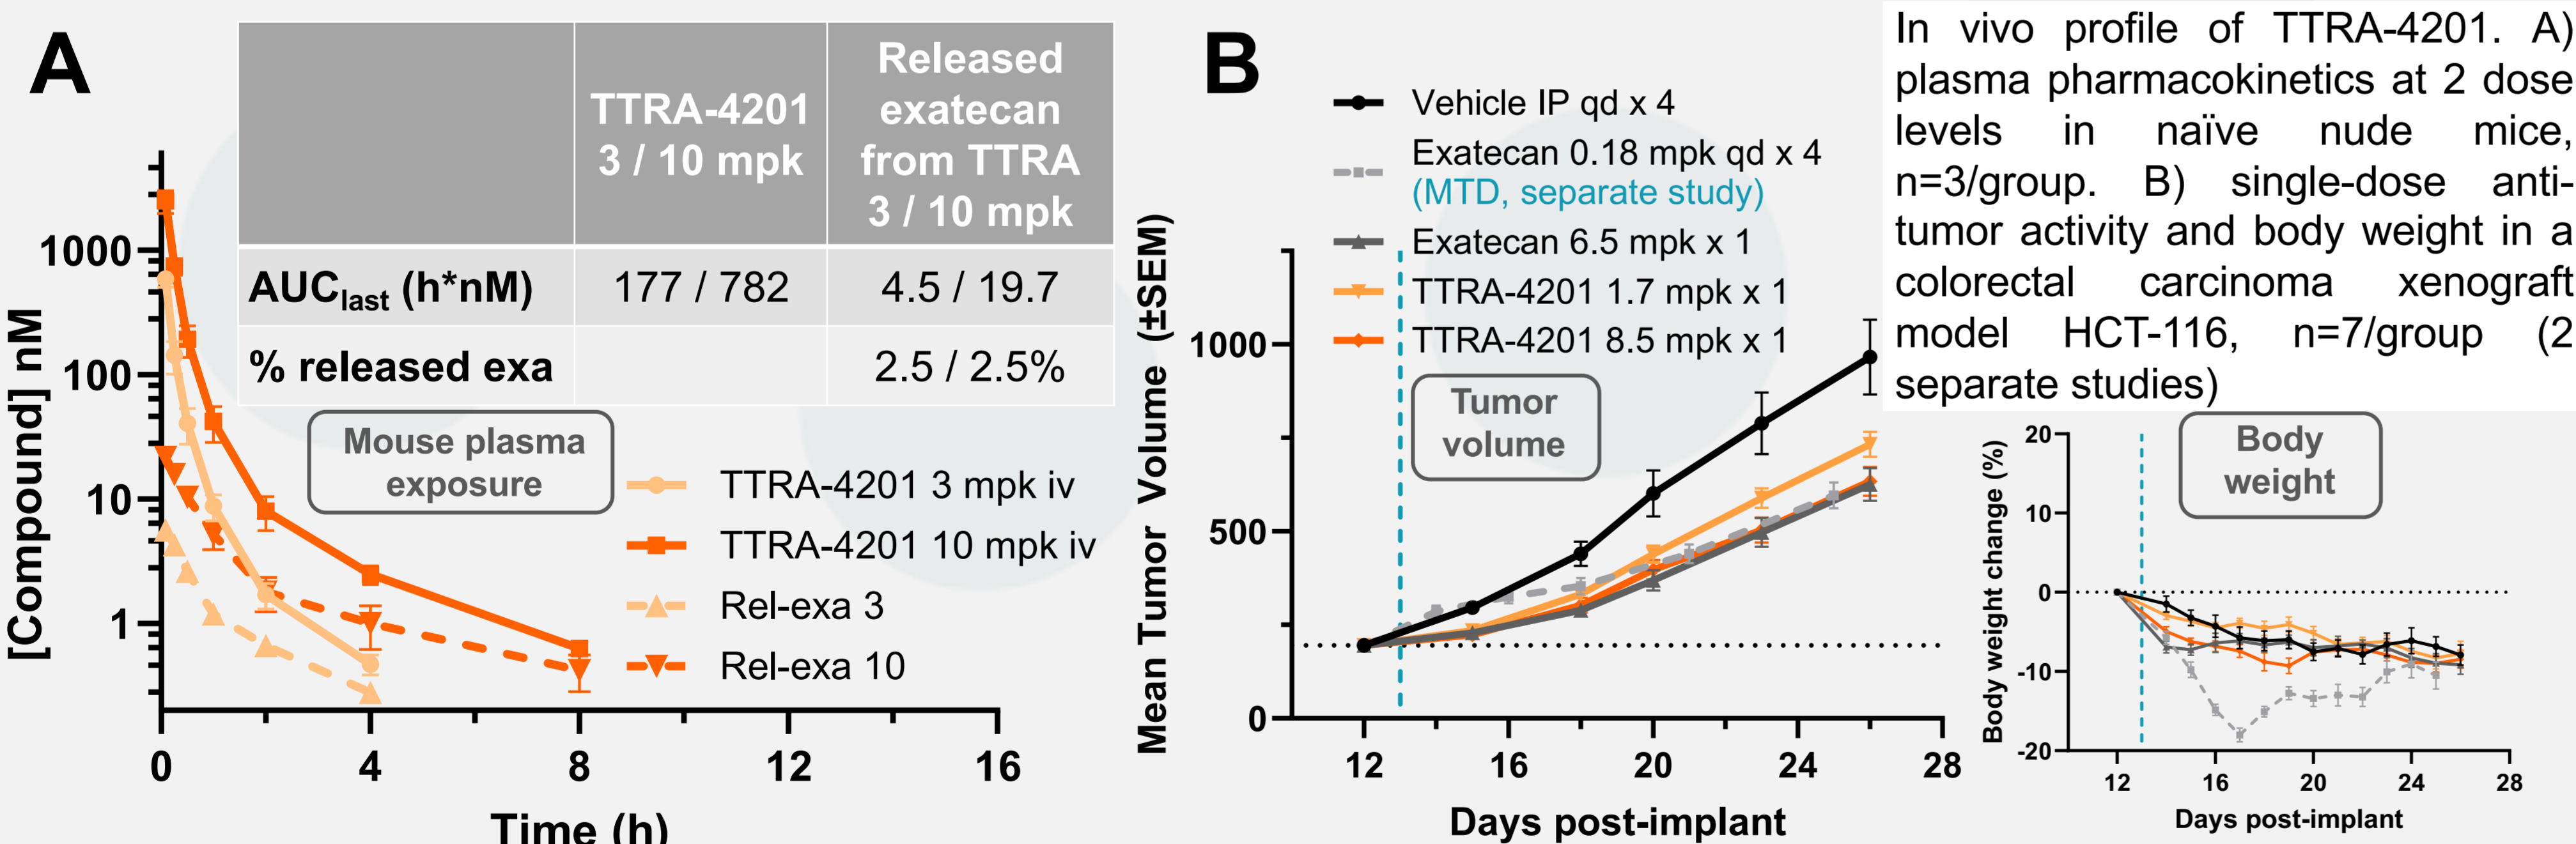 A
TTRA-4201
3 / 10 mpk
Released
exatecan
from TTRA
3 / 10 mpk
AUClast (h*nM)
177 / 782
4.5 / 19.7
% released exa
2.5 / 2.5%
Mouse plasma
exposure
TTRA-4201 3 mpk iv
TTRA-4201 10 mpk iv
Rel-exa 3
Rel-exa 10
[Compound] nM
1000
100
10
1
0
4
8
12
16
Time (h)
B
Vehicle IP qd x 4
Exatecan 0.18 mpk qd x 4
(MTD, separate study)
Exatecan 6.5 mpk x 1
TTRA-4201 1.7 mpk x 1
TTRA-4201 8.5 mpk x 1
Tumor
volume
Mean Tumor Volume (±SEM)
1000
500
0
12
16
20
24
28
Days post-implant
In vivo profile of TTRA-4201. A)
plasma pharmacokinetics at 2 dose
levels in naïve nude mice,
n=3/group. B) single-dose anti-
tumor activity and body weight in a
colorectal carcinoma xenograft
model HCT-116, n=7/group (2
separate studies)
Body
weight
Body weight change (%)
20
10
0
-10
-20
12
16
20
24
28
Days post-implant